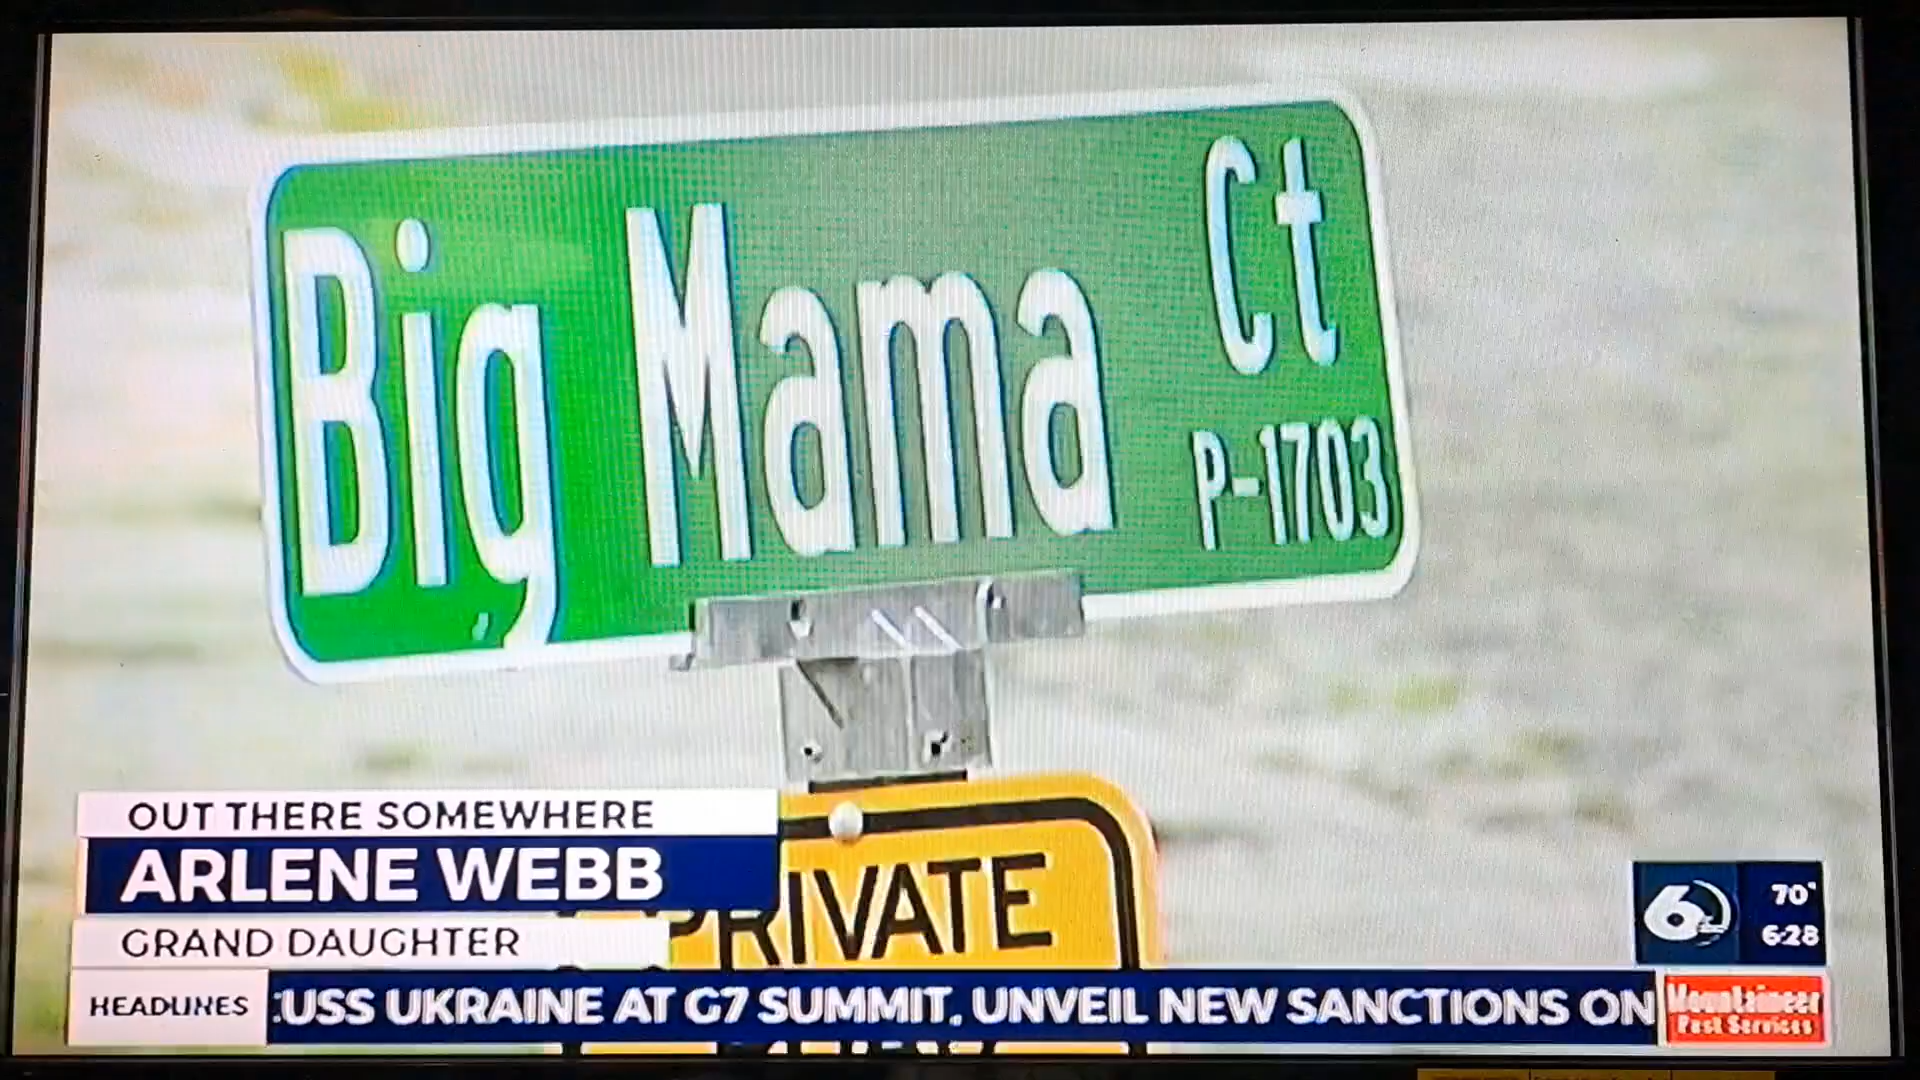 Big Mama Ct
P-1703
OUT THERE SOMEWHERE
ARLENE WEBB
GRAND DAUGHTER
PRIVATE
6
70°
6:28
HEADLINES
:USS UKRAINE AT G7 SUMMIT, UNVEIL NEW SANCTIONS ON
Mountaineer
Pest Services